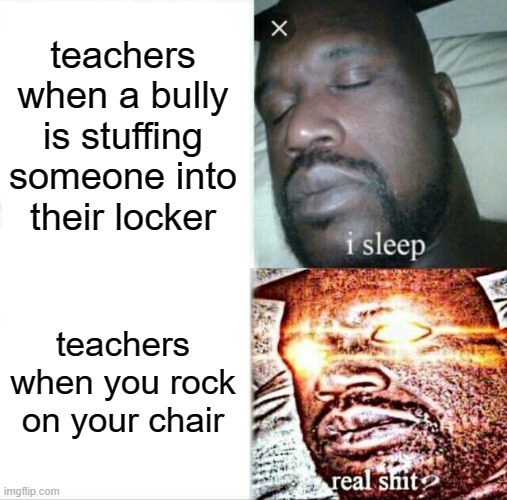 teachers
when a bully
is stuffing
someone into
their locker
i sleep
teachers
when you rock
on your chair
real shit?
imgflip.com